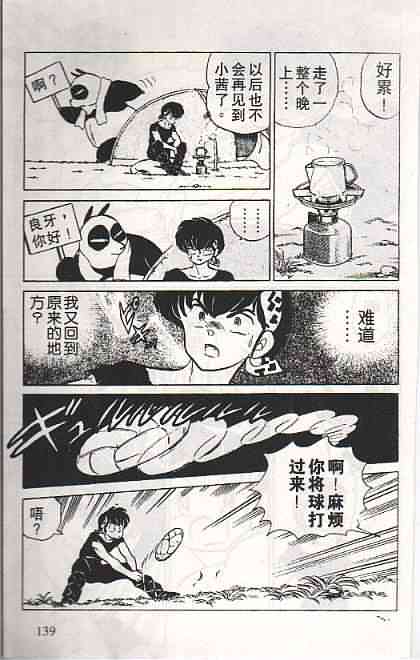 好累！
走了一
整个晚
上……
以后也不
会再见到
小茜了。
啊？
……
……
良牙，
你好！
难道
……
我又回到
原来的地
方？
啊！麻烦
你将球打
过来！
唔？
139